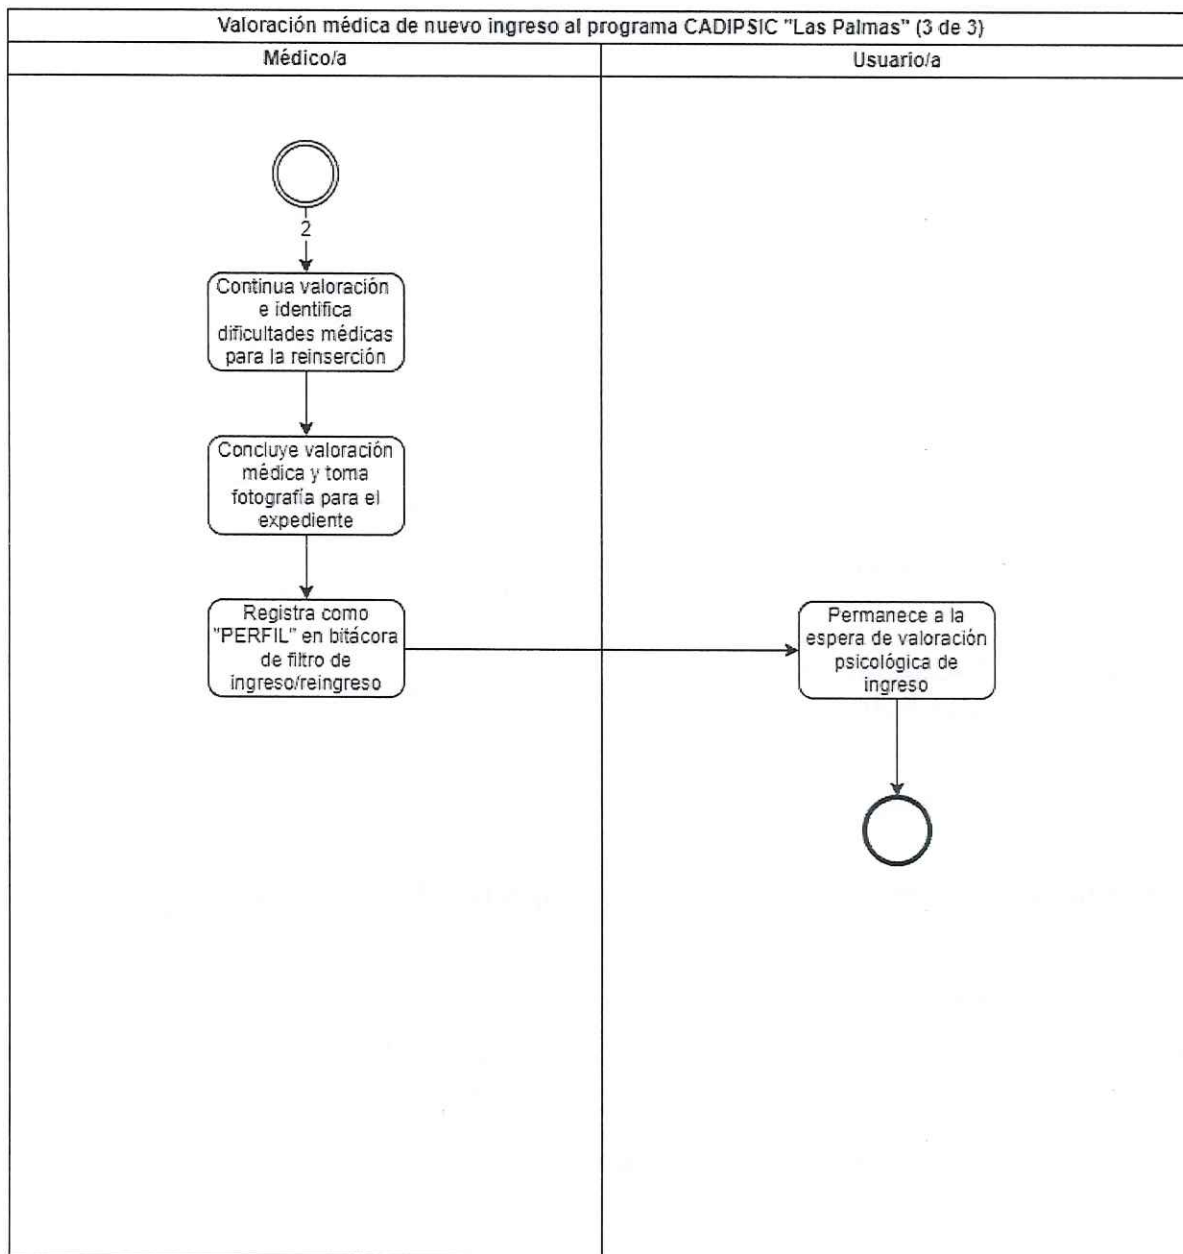 Valoración médica de nuevo ingreso al programa CADIPSIC "Las Palmas" (3 de 3)
Médico/a
Usuario/a
2
Continua valoración
e identifica
dificultades médicas
para la reinserción
Concluye valoración
médica y toma
fotografía para el
expediente
Registra como
"PERFIL" en bitácora
de filtro de
ingreso/reingreso
Permanece a la
espera de valoración
psicológica de
ingreso